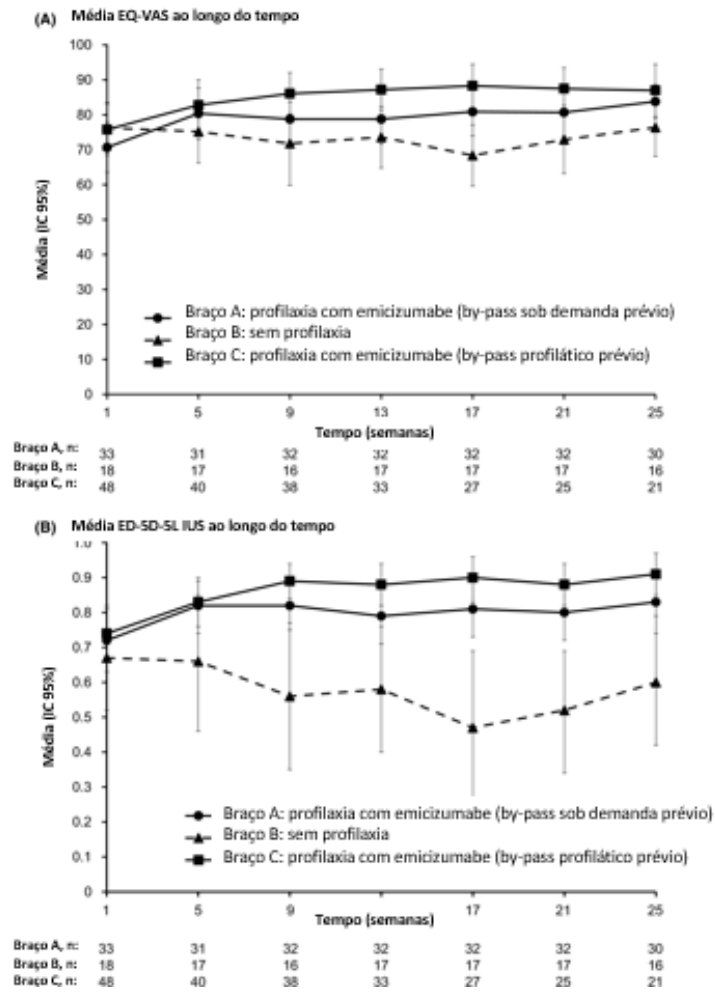 (A) Média EQ-VAS ao longo do tempo
100
90
80
70
60
50
40
30
20
10
0
Média (IC 95%)
Braço A: profilaxia com emicizumabe (by-pass sob demanda prévio)
Braço B: sem profilaxia
Braço C: profilaxia com emicizumabe (by-pass profilático prévio)
1 5 9 13 17 21 25
Tempo (semanas)
Braço A, n: 33 31 32 32 32 32 30
Braço B, n: 18 17 16 17 17 17 16
Braço C, n: 48 40 38 33 27 25 21
(B) Média ED-5D-5L IUS ao longo do tempo
1.0
0.9
0.8
0.7
0.6
0.5
0.4
0.3
0.2
0.1
0
Média (IC 95%)
Braço A: profilaxia com emicizumabe (by-pass sob demanda prévio)
Braço B: sem profilaxia
Braço C: profilaxia com emicizumabe (by-pass profilático prévio)
1 5 9 13 17 21 25
Tempo (semanas)
Braço A, n: 33 31 32 32 32 32 30
Braço B, n: 18 17 16 17 17 17 16
Braço C, n: 48 40 38 33 27 25 21